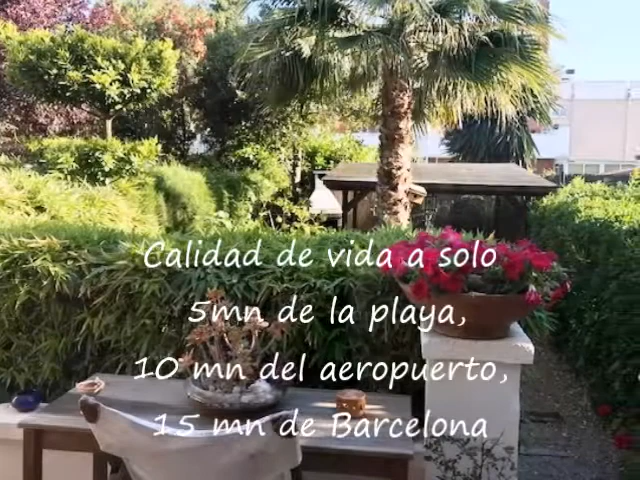 Calidad de vida a solo
5mn de la playa,
10 mn del aeropuerto,
15 mn de Barcelona